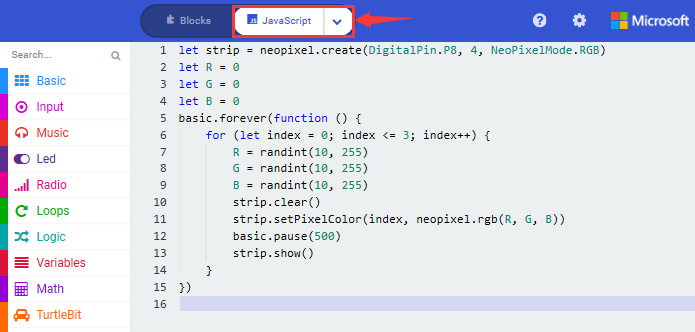 Blocks
JavaScript
Microsoft
Search...
Basic
Input
Music
Led
Radio
Loops
Logic
Variables
Math
TurtleBit
1 let strip = neopixel.create(DigitalPin.P8, 4, NeoPixelMode.RGB)
2 let R = 0
3 let G = 0
4 let B = 0
5 basic.forever(function () {
6     for (let index = 0; index <= 3; index++) {
7         R = randint(10, 255)
8         G = randint(10, 255)
9         B = randint(10, 255)
10         strip.clear()
11         strip.setPixelColor(index, neopixel.rgb(R, G, B))
12         basic.pause(500)
13         strip.show()
14     }
15 })
16